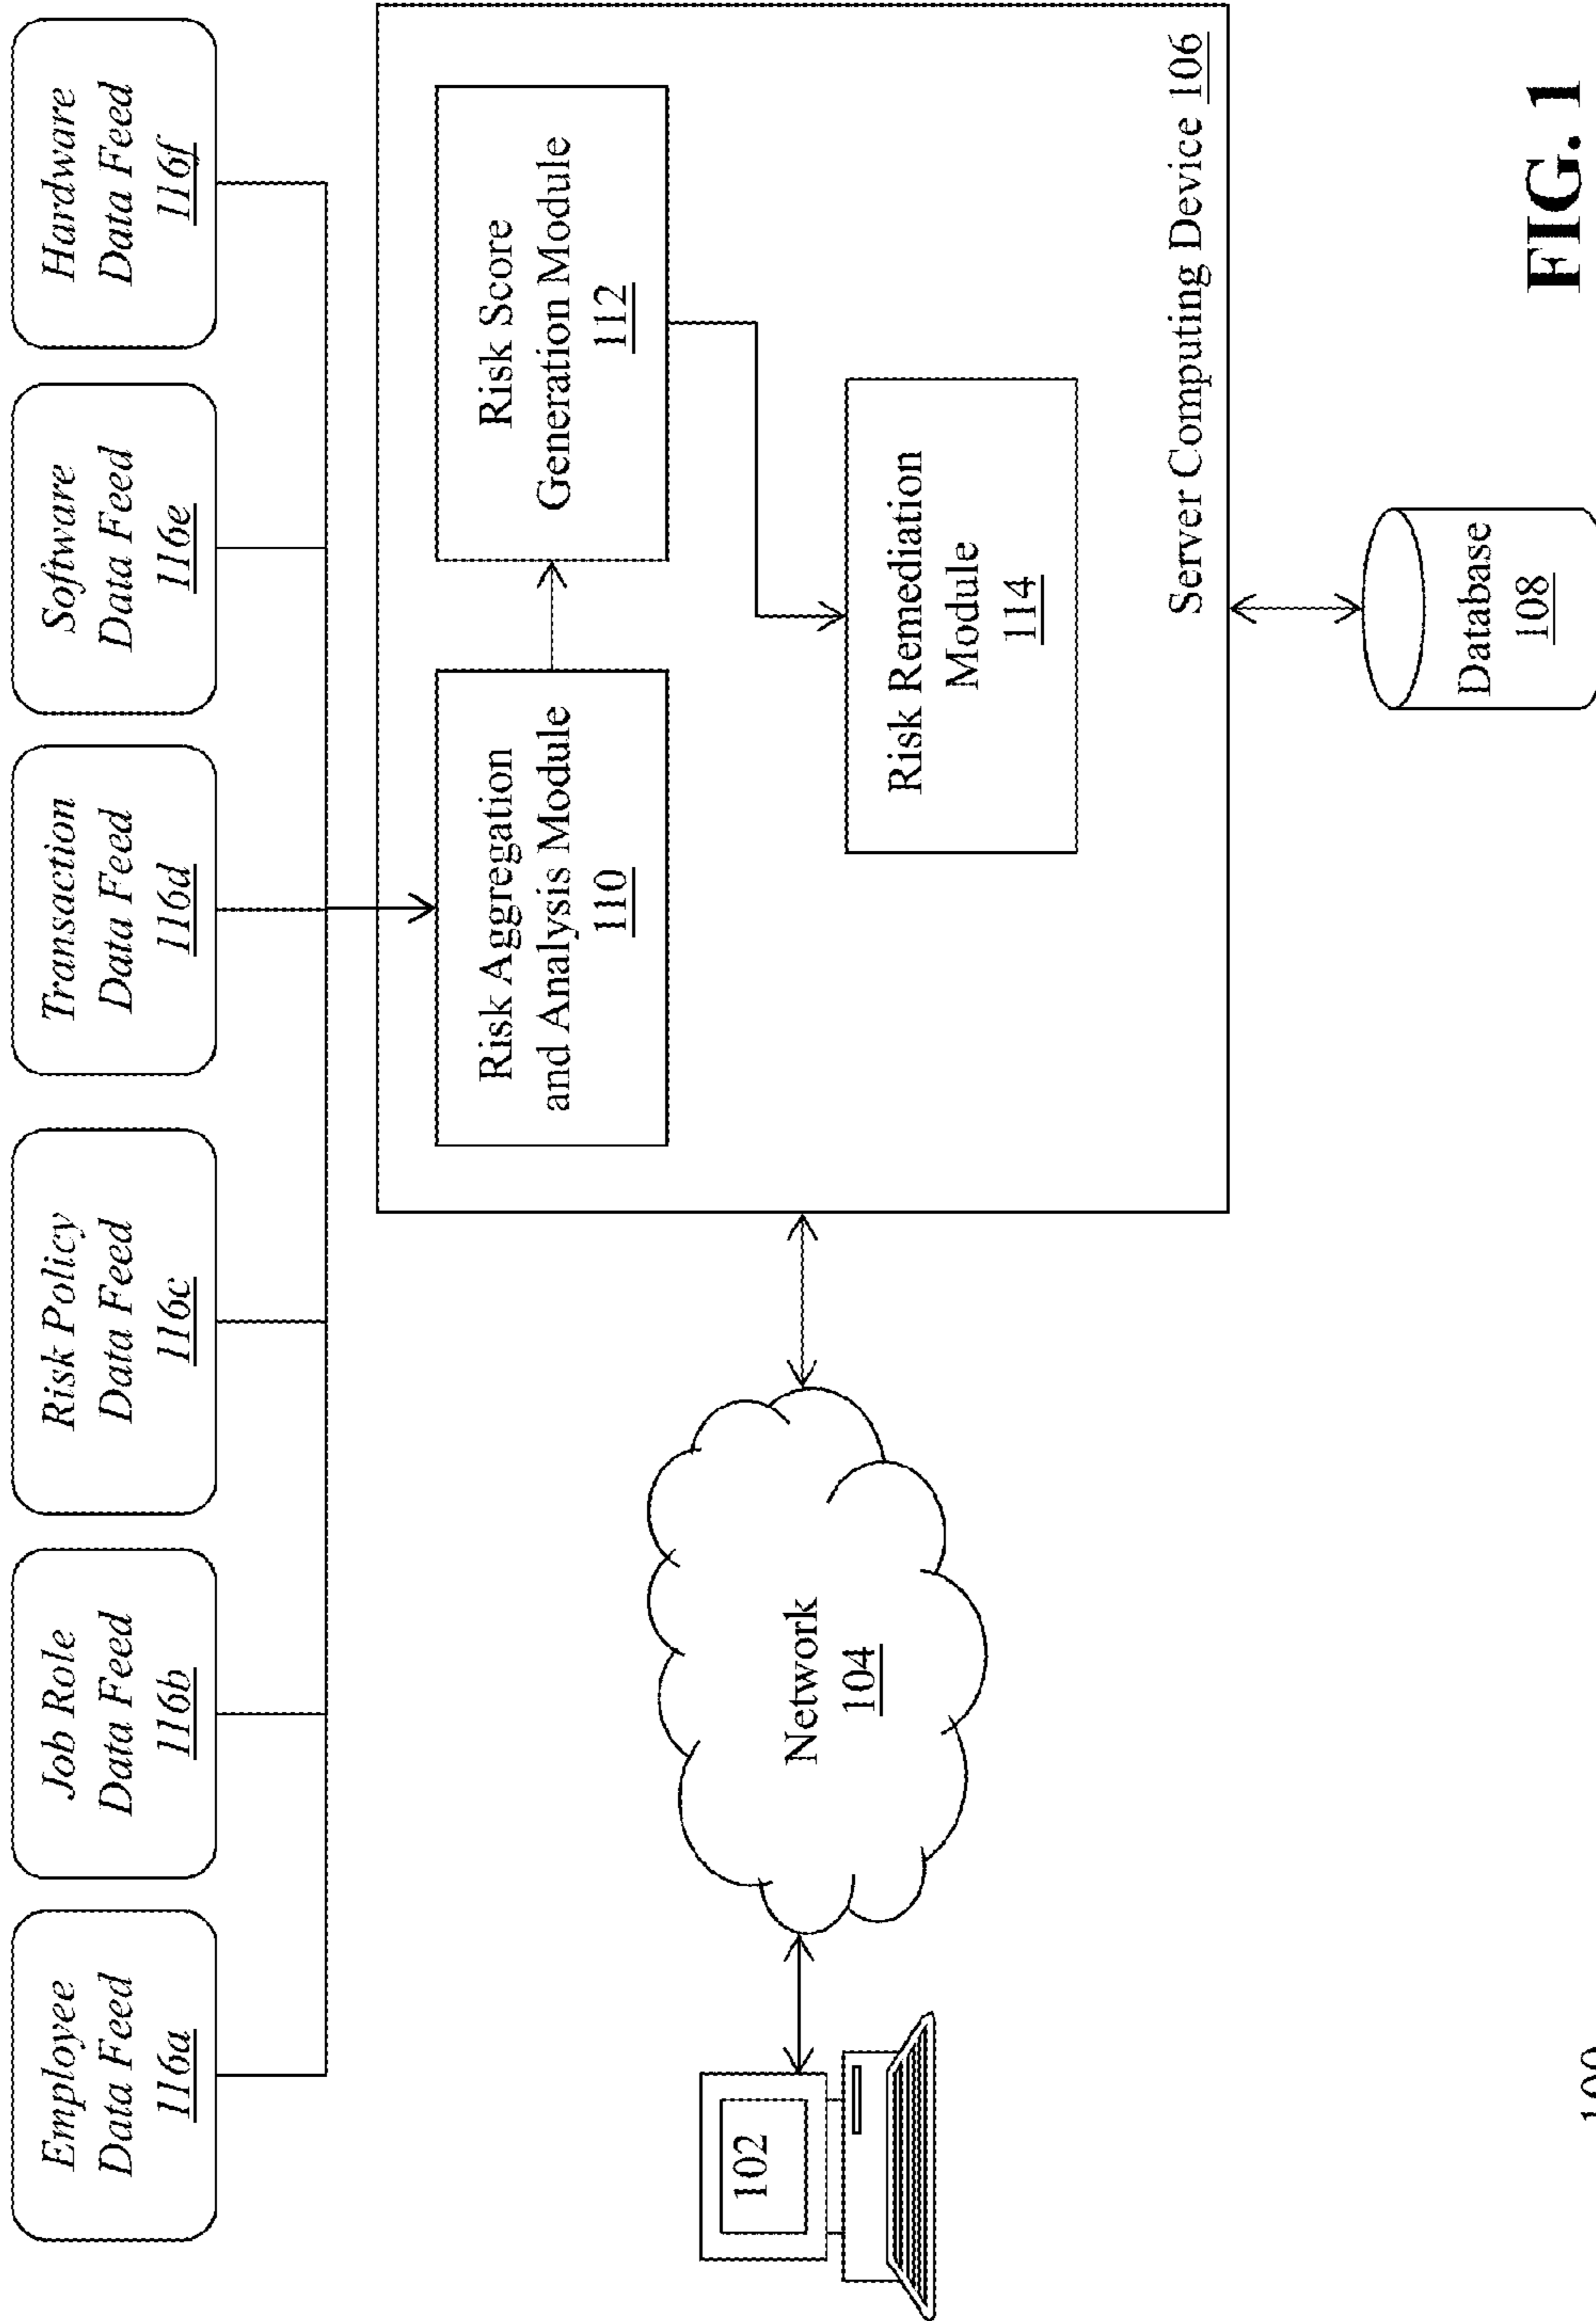 Employee
Data Feed
116a
Job Role
Data Feed
116b
Risk Policy
Data Feed
116c
Transaction
Data Feed
116d
Software
Data Feed
116e
Hardware
Data Feed
116f
Risk Aggregation
and Analysis Module
110
Risk Score
Generation Module
112
Risk Remediation
Module
114
Server Computing Device 106
102
Network
104
Database
108
100
FIG. 1